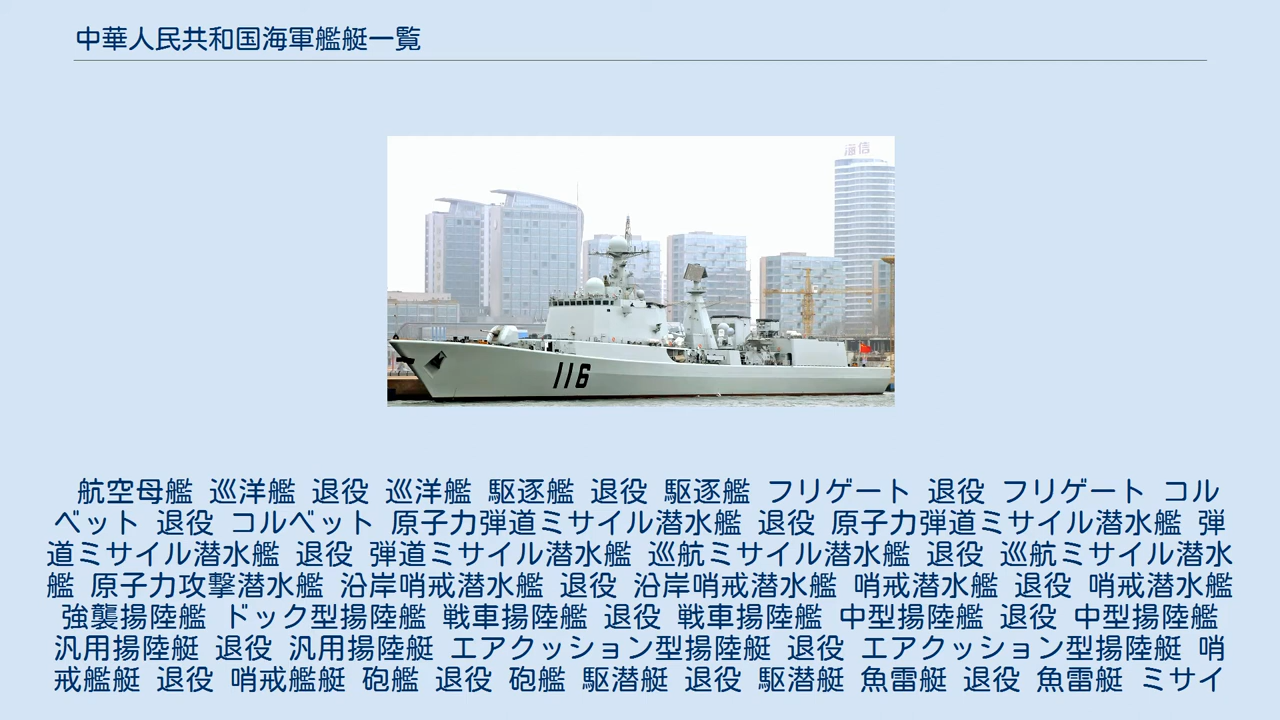 中華人民共和国海軍艦艇一覧
海信
116
航空母艦 巡洋艦 退役 巡洋艦 駆逐艦 退役 駆逐艦 フリゲート 退役 フリゲート コル
ベット 退役 コルベット 原子力弾道ミサイル潜水艦 退役 原子力弾道ミサイル潜水艦 弾
道ミサイル潜水艦 退役 弾道ミサイル潜水艦 巡航ミサイル潜水艦 退役 巡航ミサイル潜水
艦 原子力攻撃潜水艦 沿岸哨戒潜水艦 退役 沿岸哨戒潜水艦 哨戒潜水艦 退役 哨戒潜水艦
強襲揚陸艦 ドック型揚陸艦 戦車揚陸艦 退役 戦車揚陸艦 中型揚陸艦 退役 中型揚陸艦
汎用揚陸艇 退役 汎用揚陸艇 エアクッション型揚陸艇 退役 エアクッション型揚陸艇 哨
戒艦艇 退役 哨戒艦艇 砲艦 退役 砲艦 駆潜艇 退役 駆潜艇 魚雷艇 退役 魚雷艇 ミサイ